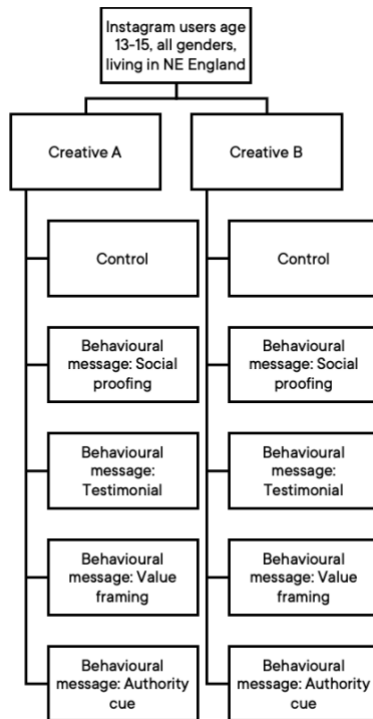 Instagram users age
13-15, all genders,
living in NE England
Creative A
Creative B
Control
Control
Behavioural
message: Social
proofing
Behavioural
message: Social
proofing
Behavioural
message:
Testimonial
Behavioural
message:
Testimonial
Behavioural
message: Value
framing
Behavioural
message: Value
framing
Behavioural
message: Authority
cue
Behavioural
message: Authority
cue